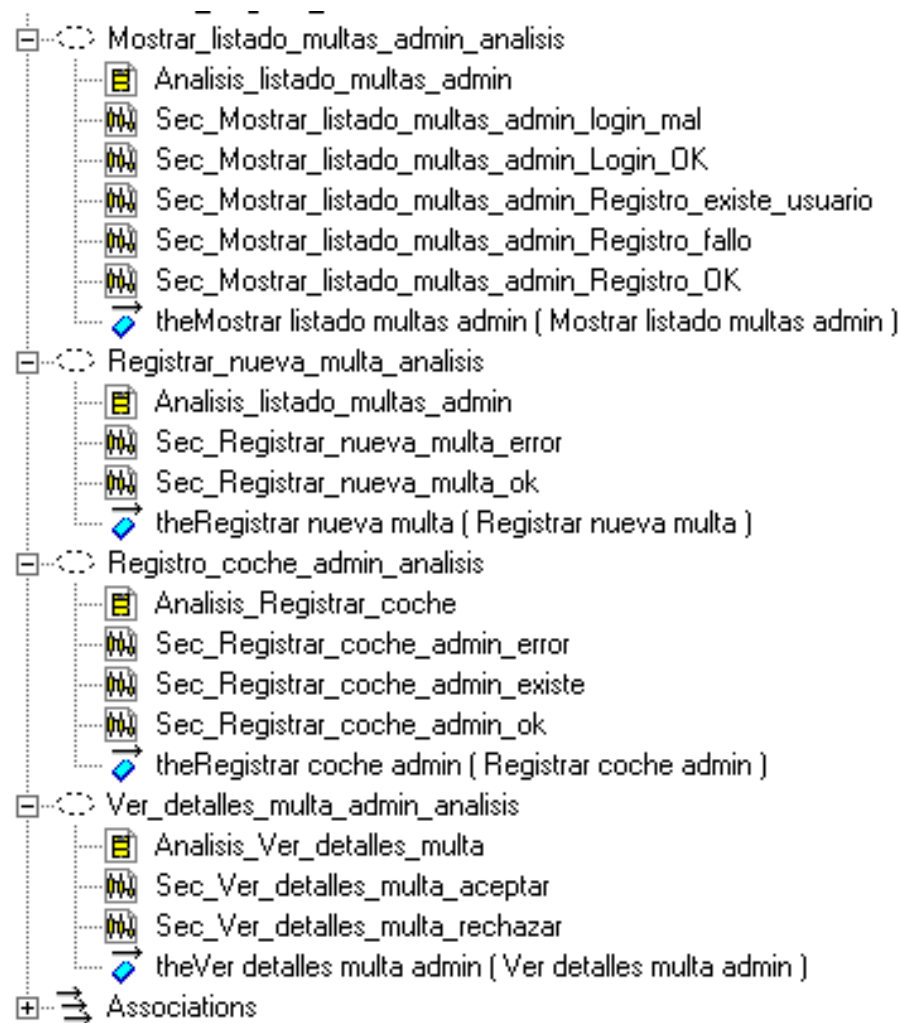 Mostrar_listado_multas_admin_analisis
Analisis_listado_multas_admin
Sec_Mostrar_listado_multas_admin_login_mal
Sec_Mostrar_listado_multas_admin_Login_OK
Sec_Mostrar_listado_multas_admin_Registro_existe_usuario
Sec_Mostrar_listado_multas_admin_Registro_fallo
Sec_Mostrar_listado_multas_admin_Registro_OK
theMostrar listado multas admin ( Mostrar listado multas admin )
Registrar_nueva_multa_analisis
Analisis_listado_multas_admin
Sec_Registrar_nueva_multa_error
Sec_Registrar_nueva_multa_ok
theRegistrar nueva multa ( Registrar nueva multa )
Registro_coche_admin_analisis
Analisis_Registrar_coche
Sec_Registrar_coche_admin_error
Sec_Registrar_coche_admin_existe
Sec_Registrar_coche_admin_ok
theRegistrar coche admin ( Registrar coche admin )
Ver_detalles_multa_admin_analisis
Analisis_Ver_detalles_multa
Sec_Ver_detalles_multa_aceptar
Sec_Ver_detalles_multa_rechazar
theVer detalles multa admin ( Ver detalles multa admin )
Associations